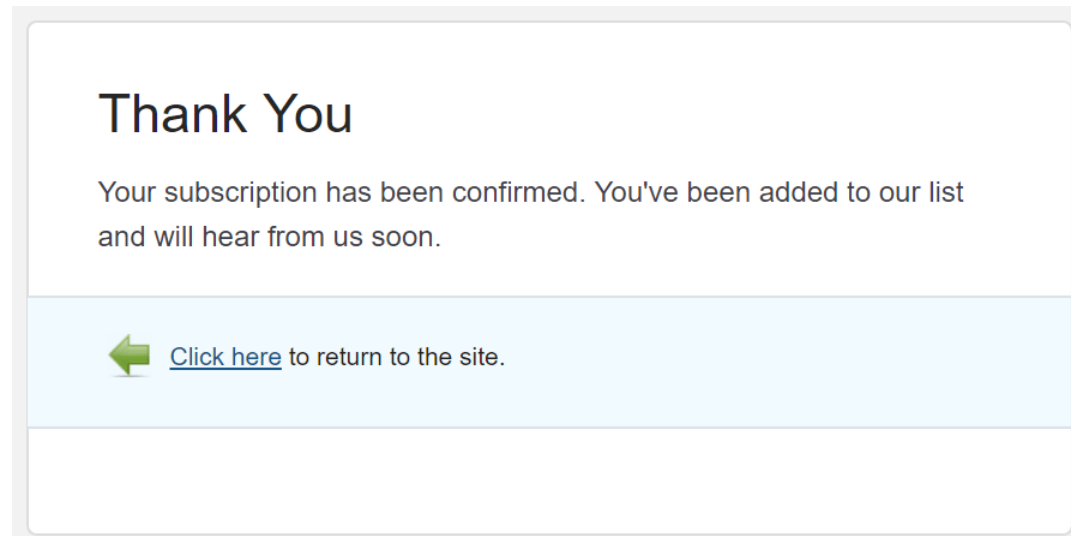 Thank You
Your subscription has been confirmed. You've been added to our list
and will hear from us soon.
Click here to return to the site.